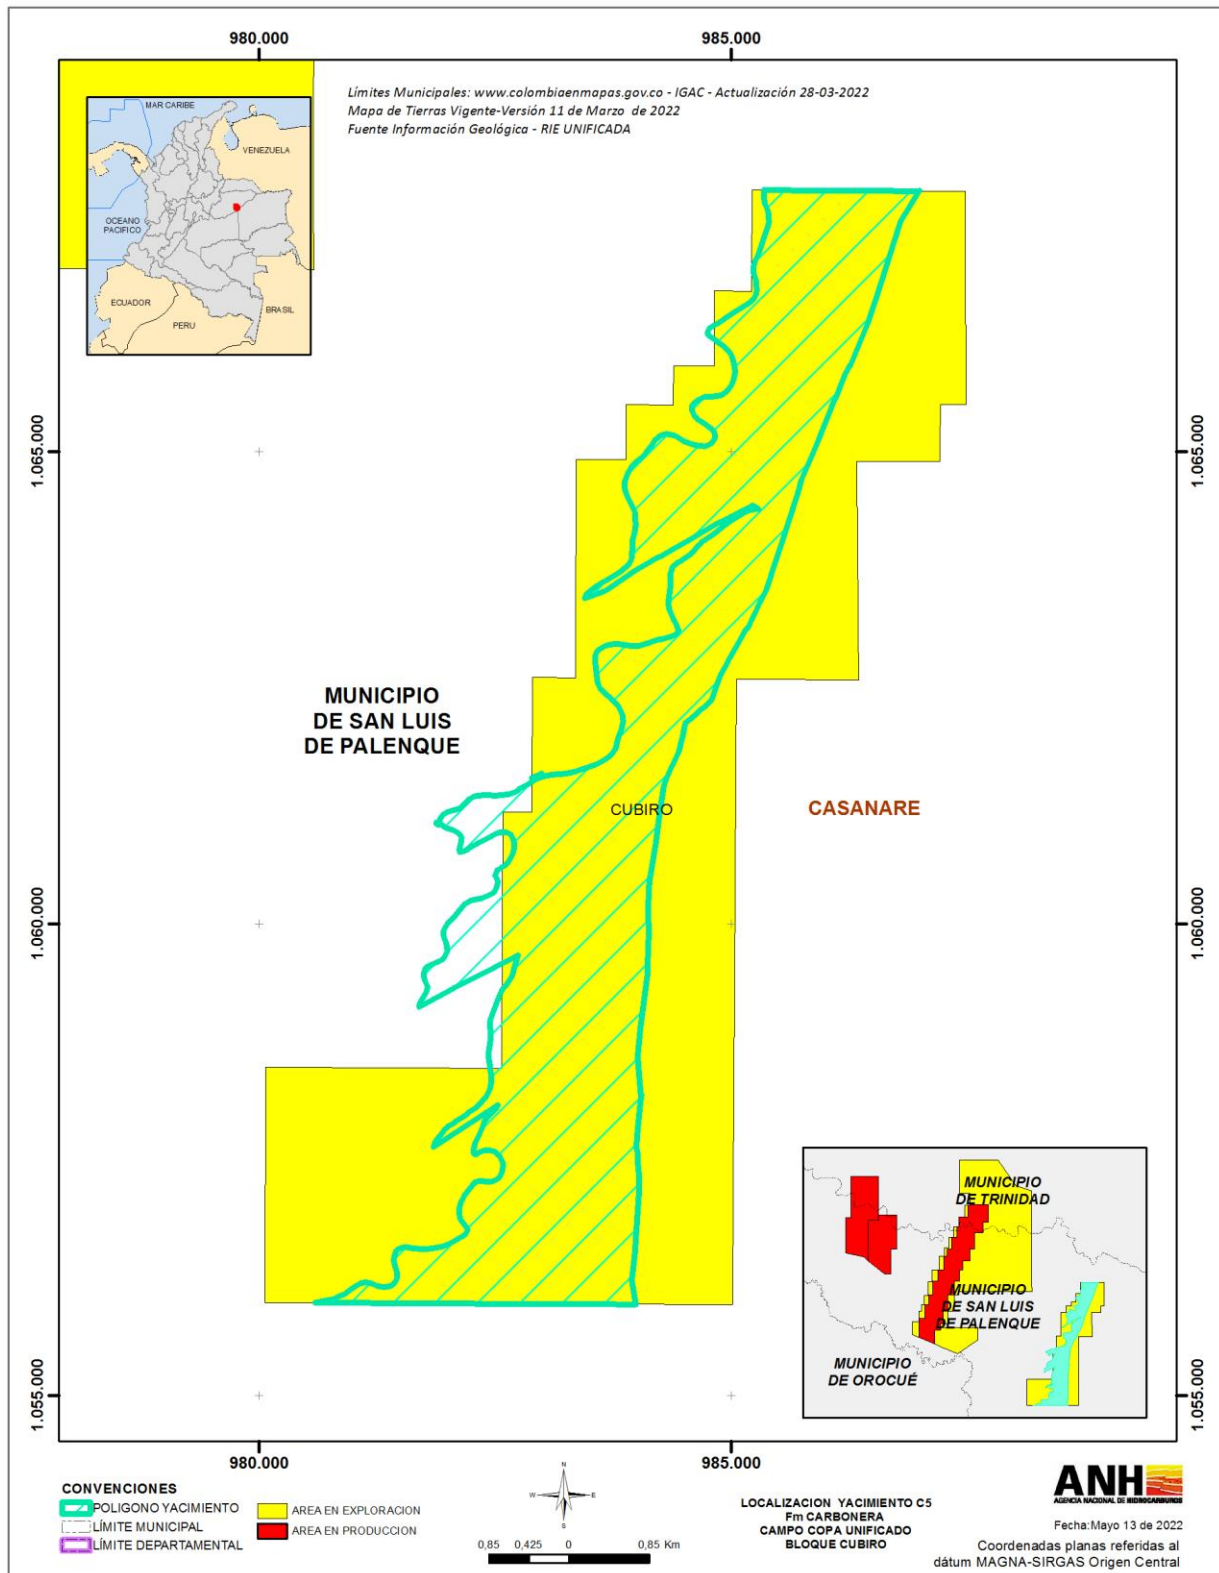 980.000
985.000
Límites Municipales: www.colombiaenmapas.gov.co - IGAC - Actualización 28-03-2022
Mapa de Tierras Vigente-Versión 11 de Marzo de 2022
Fuente Información Geológica - RIE UNIFICADA
MAR CARIBE
VENEZUELA
OCEANO
PACIFICO
ECUADOR
PERU
BRASIL
1.065.000
1.065.000
MUNICIPIO
DE SAN LUIS
DE PALENQUE
CUBIRO
CASANARE
1.060.000
1.060.000
MUNICIPIO
DE TRINIDAD
MUNICIPIO
DE SAN LUIS
DE PALENQUE
MUNICIPIO
DE OROCUÉ
1.055.000
1.055.000
980.000
985.000
CONVENCIONES
POLIGONO YACIMIENTO
LÍMITE MUNICIPAL
LÍMITE DEPARTAMENTAL
AREA EN EXPLORACION
AREA EN PRODUCCION
N
W
E
S
0,85 0,425 0 0,85 Km
LOCALIZACION YACIMIENTO C5
Fm CARBONERA
CAMPO COPA UNIFICADO
BLOQUE CUBIRO
ANH
AGENCIA NACIONAL DE HIDROCARBUROS
Fecha:Mayo 13 de 2022
Coordenadas planas referidas al
dátum MAGNA-SIRGAS Origen Central